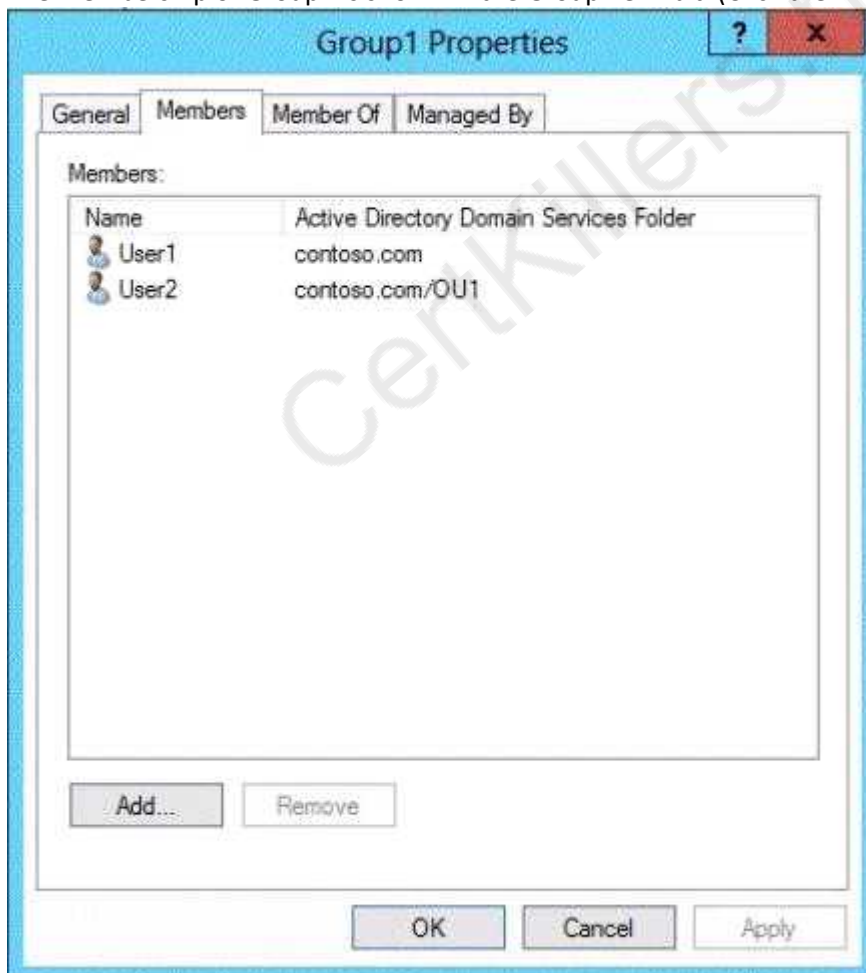 Group1 Properties
?
x
General Members Member Of Managed By
Members:
Name Active Directory Domain Services Folder
User1 contoso.com
User2 contoso.com/OU1
Add... Remove
OK Cancel Apply
CertKillers